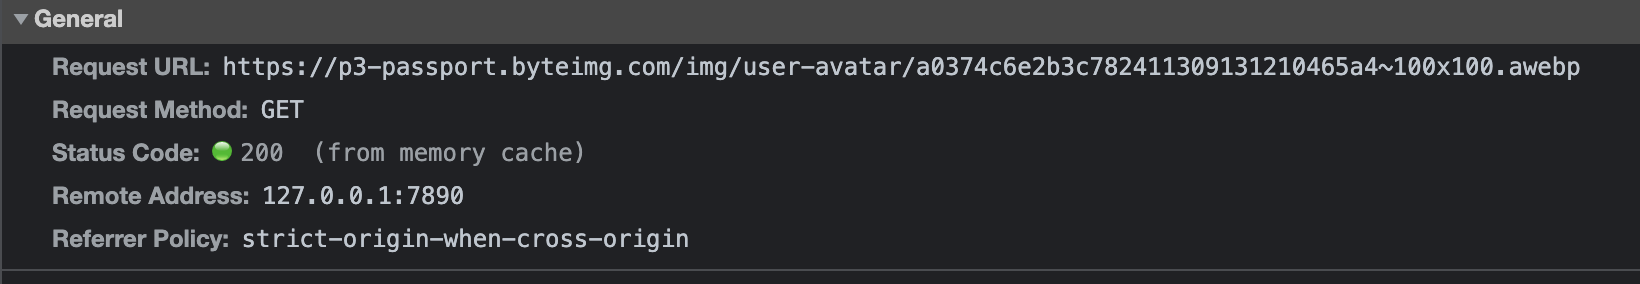 General
Request URL: https://p3-passport.byteimg.com/img/user-avatar/a0374c6e2b3c782411309131210465a4~100x100.awebp
Request Method: GET
Status Code: 200 (from memory cache)
Remote Address: 127.0.0.1:7890
Referrer Policy: strict-origin-when-cross-origin